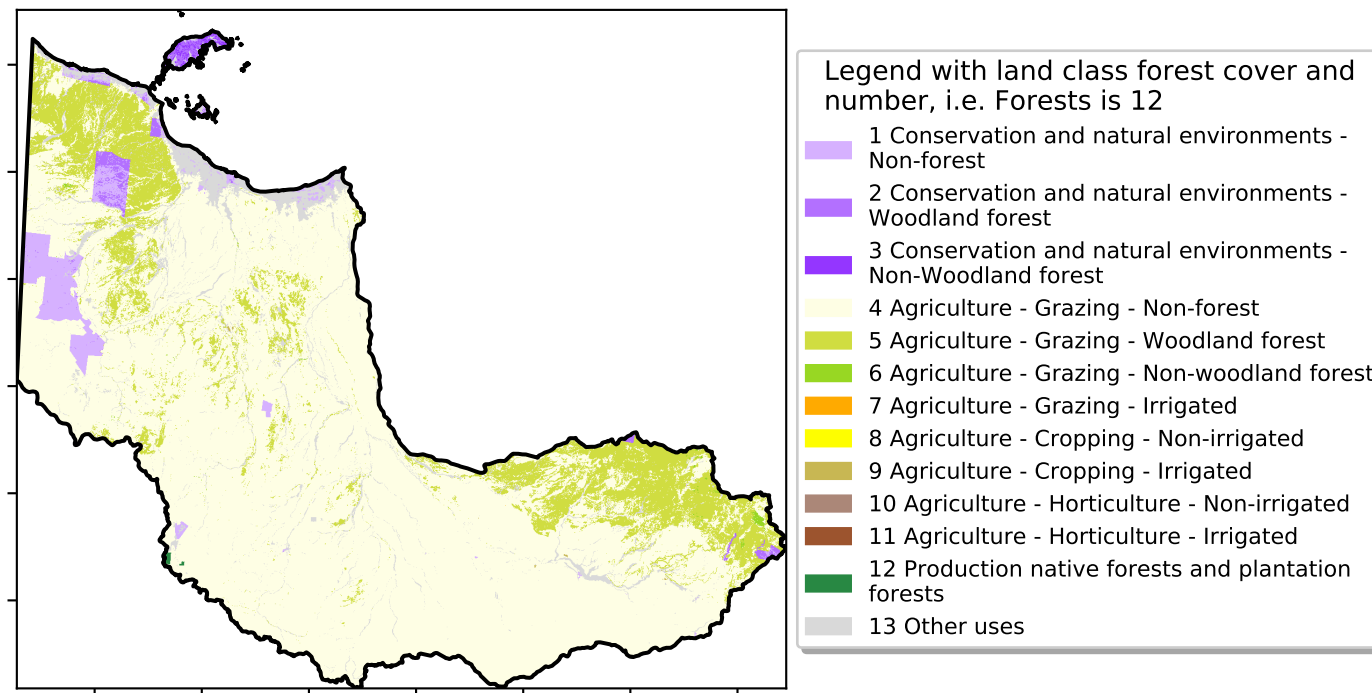 Legend with land class forest cover and
number, i.e. Forests is 12
1 Conservation and natural environments -
Non-forest
2 Conservation and natural environments -
Woodland forest
3 Conservation and natural environments -
Non-Woodland forest
4 Agriculture - Grazing - Non-forest
5 Agriculture - Grazing - Woodland forest
6 Agriculture - Grazing - Non-woodland forest
7 Agriculture - Grazing - Irrigated
8 Agriculture - Cropping - Non-irrigated
9 Agriculture - Cropping - Irrigated
10 Agriculture - Horticulture - Non-irrigated
11 Agriculture - Horticulture - Irrigated
12 Production native forests and plantation
forests
13 Other uses